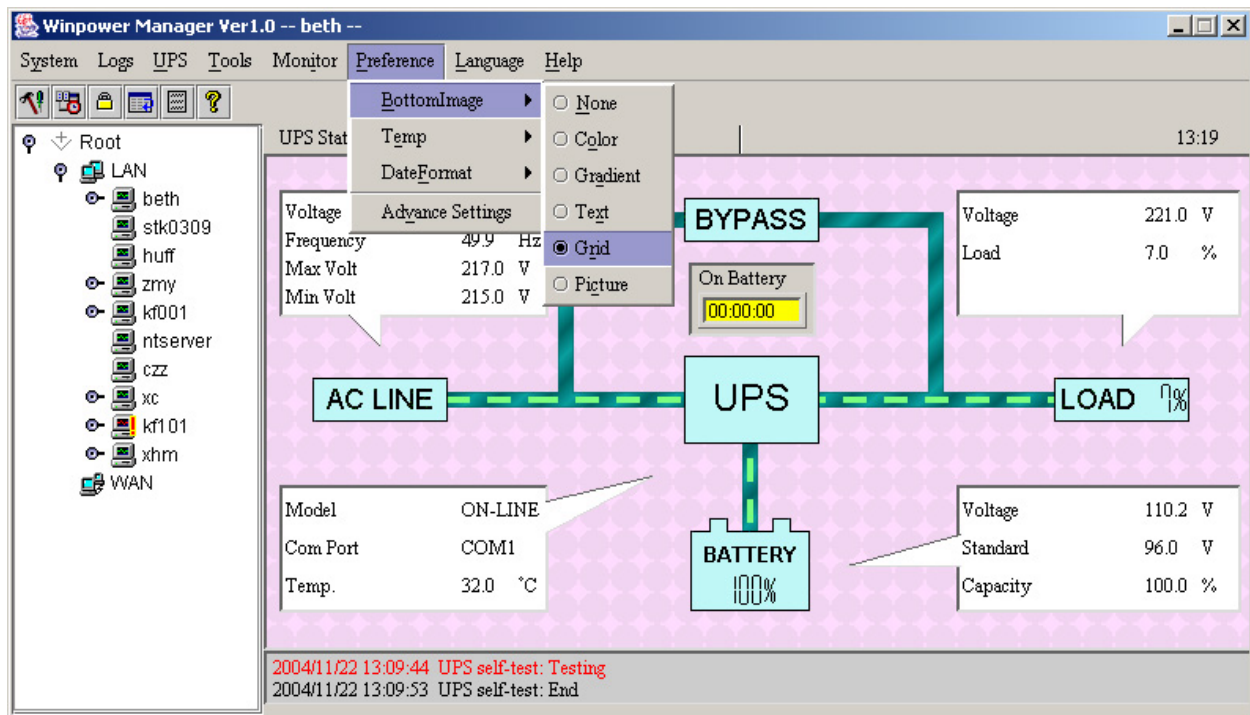 Winpower Manager Ver1.0 -- beth --
System Logs UPS Tools Monitor Preference Language Help
BottomImage
Temp
DateFormat
Advance Settings
None
Color
Gradient
Text
Grid
Picture
Root
LAN
beth
stk0309
huff
zmy
kf001
ntserver
czz
xc
kf101
xhm
WAN
UPS Stat
13:19
Voltage
Frequency 49.9 Hz
Max Volt 217.0 V
Min Volt 215.0 V
BYPASS
On Battery
00:00:00
Voltage 221.0 V
Load 7.0 %
AC LINE
UPS
LOAD 7%
Model ON-LINE
Com Port COM1
Temp. 32.0 °C
BATTERY
100%
Voltage 110.2 V
Standard 96.0 V
Capacity 100.0 %
2004/11/22 13:09:44 UPS self-test: Testing
2004/11/22 13:09:53 UPS self-test: End